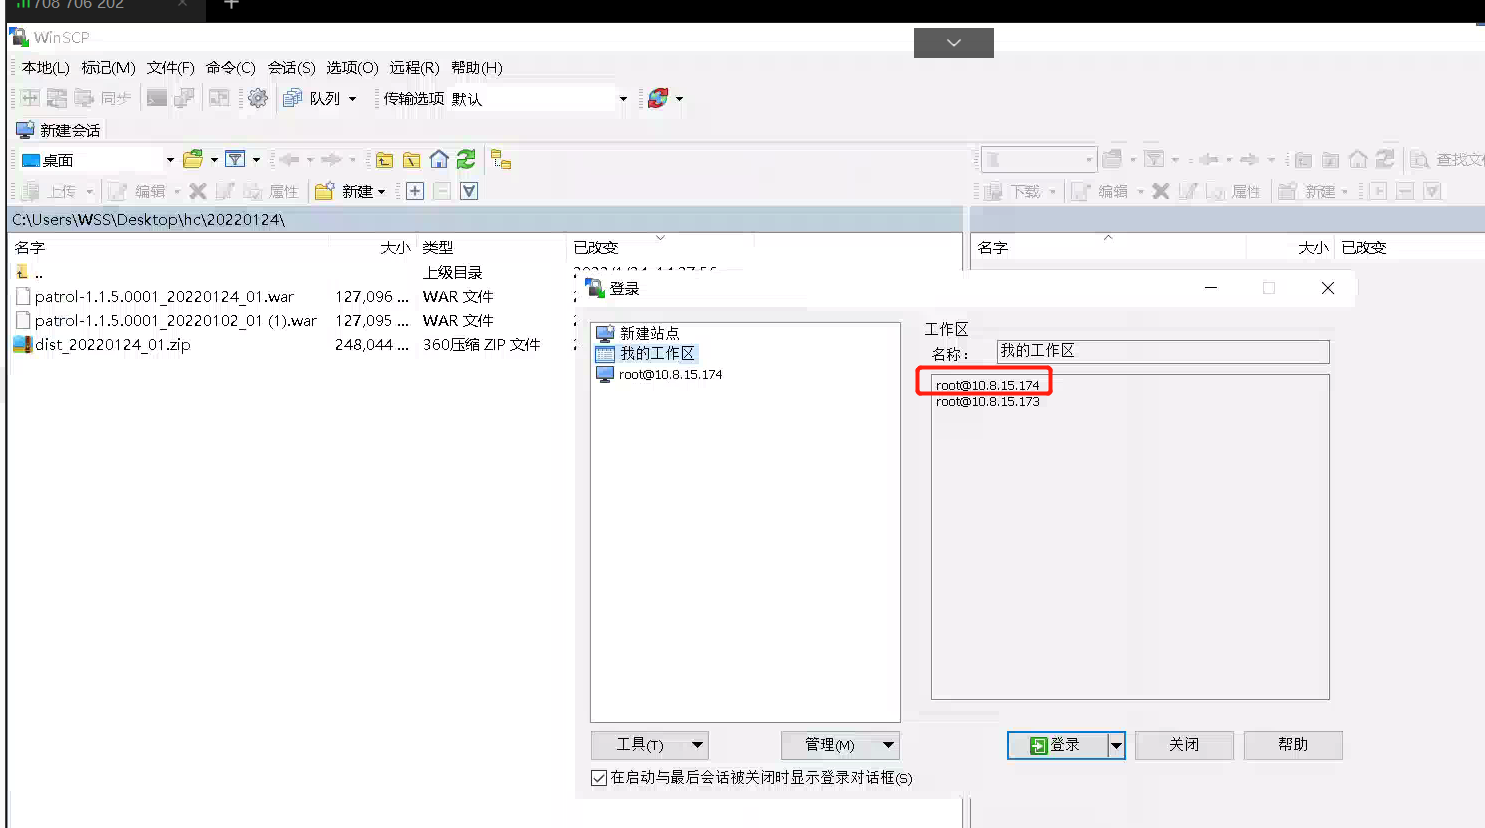 708 706 202
WinSCP
本地(L) 标记(M) 文件(F) 命令(C) 会话(S) 选项(O) 远程(R) 帮助(H)
同步 队列 传输选项 默认
新建会话
桌面 查找文
上传 编辑 属性 新建 下载 编辑 属性 新建
C:\Users\WSS\Desktop\hc\20220124\
名字 大小 类型 已改变 名字 大小 已改变
.. 上级目录
patrol-1.1.5.0001_20220124_01.war 127,096 ... WAR 文件
patrol-1.1.5.0001_20220102_01 (1).war 127,095 ... WAR 文件
dist_20220124_01.zip 248,044 ... 360压缩 ZIP 文件
登录
新建站点
我的工作区
root@10.8.15.174
工作区
名称： 我的工作区
root@10.8.15.174
root@10.8.15.173
工具(T) 管理(M) 登录 关闭 帮助
在启动与最后会话被关闭时显示登录对话框(S)